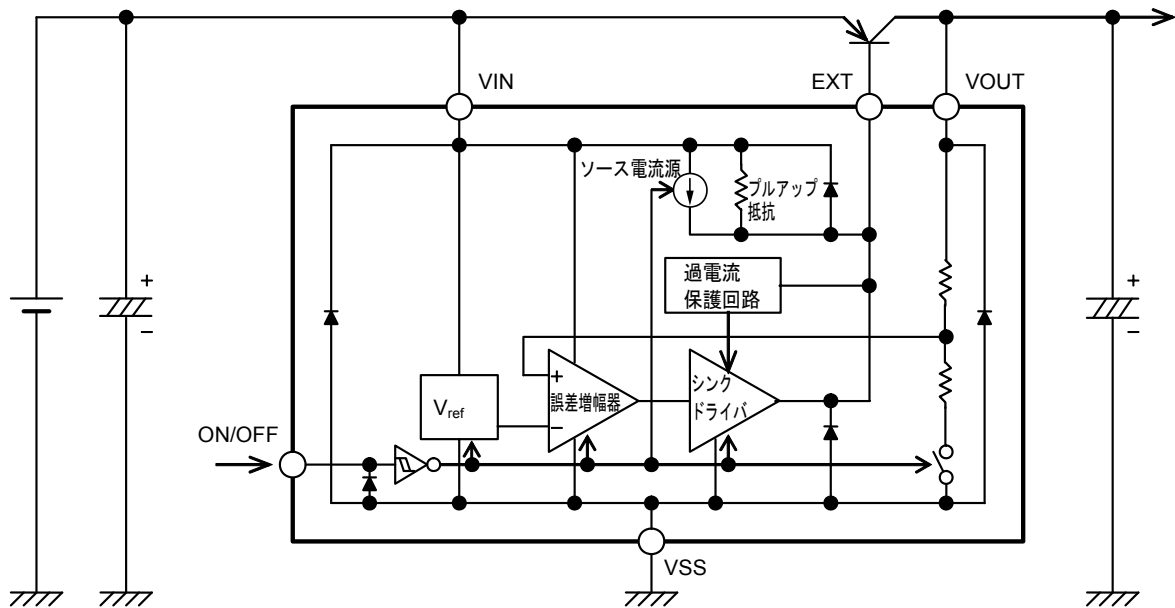 VIN
EXT
VOUT
ソース電流源
プルアップ
抵抗
過電流
保護回路
+
−
+
−
+
−
誤差増幅器
シンク
ドライバ
Vref
ON/OFF
VSS